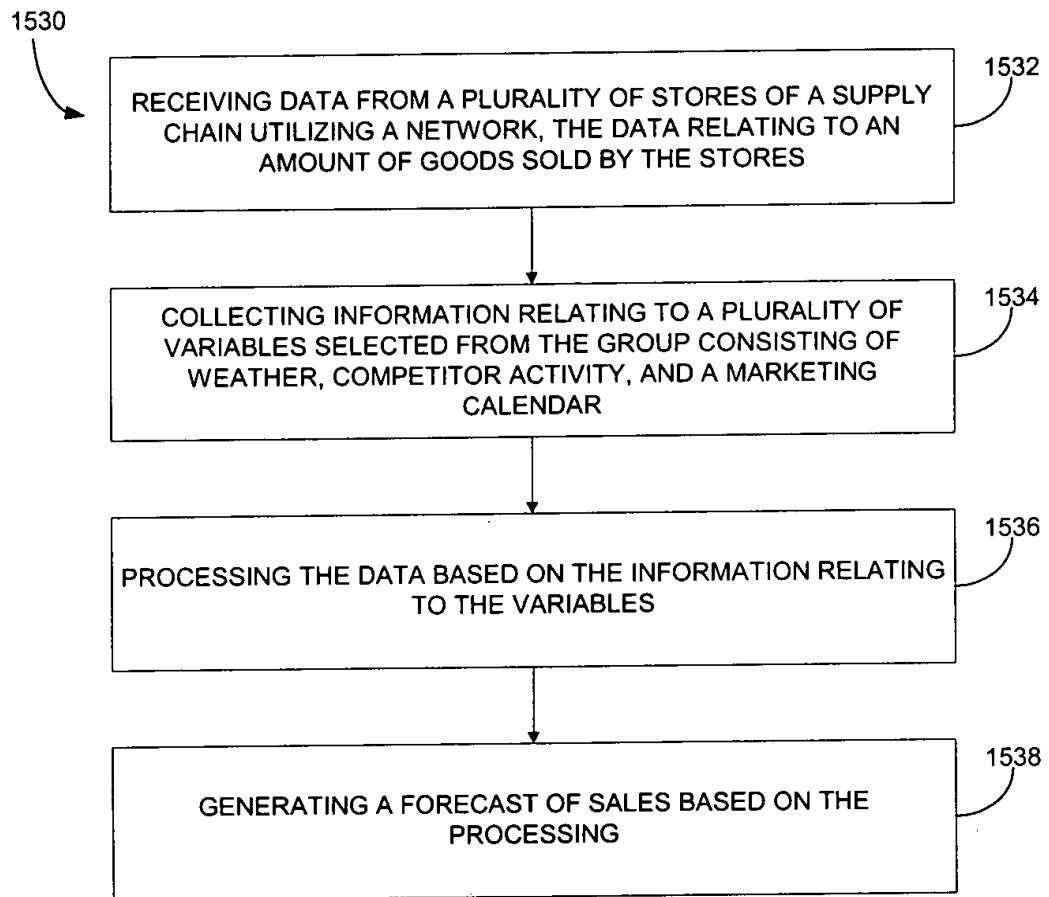 1530
1532
RECEIVING DATA FROM A PLURALITY OF STORES OF A SUPPLY
CHAIN UTILIZING A NETWORK, THE DATA RELATING TO AN
AMOUNT OF GOODS SOLD BY THE STORES
1534
COLLECTING INFORMATION RELATING TO A PLURALITY OF
VARIABLES SELECTED FROM THE GROUP CONSISTING OF
WEATHER, COMPETITOR ACTIVITY, AND A MARKETING
CALENDAR
1536
PROCESSING THE DATA BASED ON THE INFORMATION RELATING
TO THE VARIABLES
1538
GENERATING A FORECAST OF SALES BASED ON THE
PROCESSING